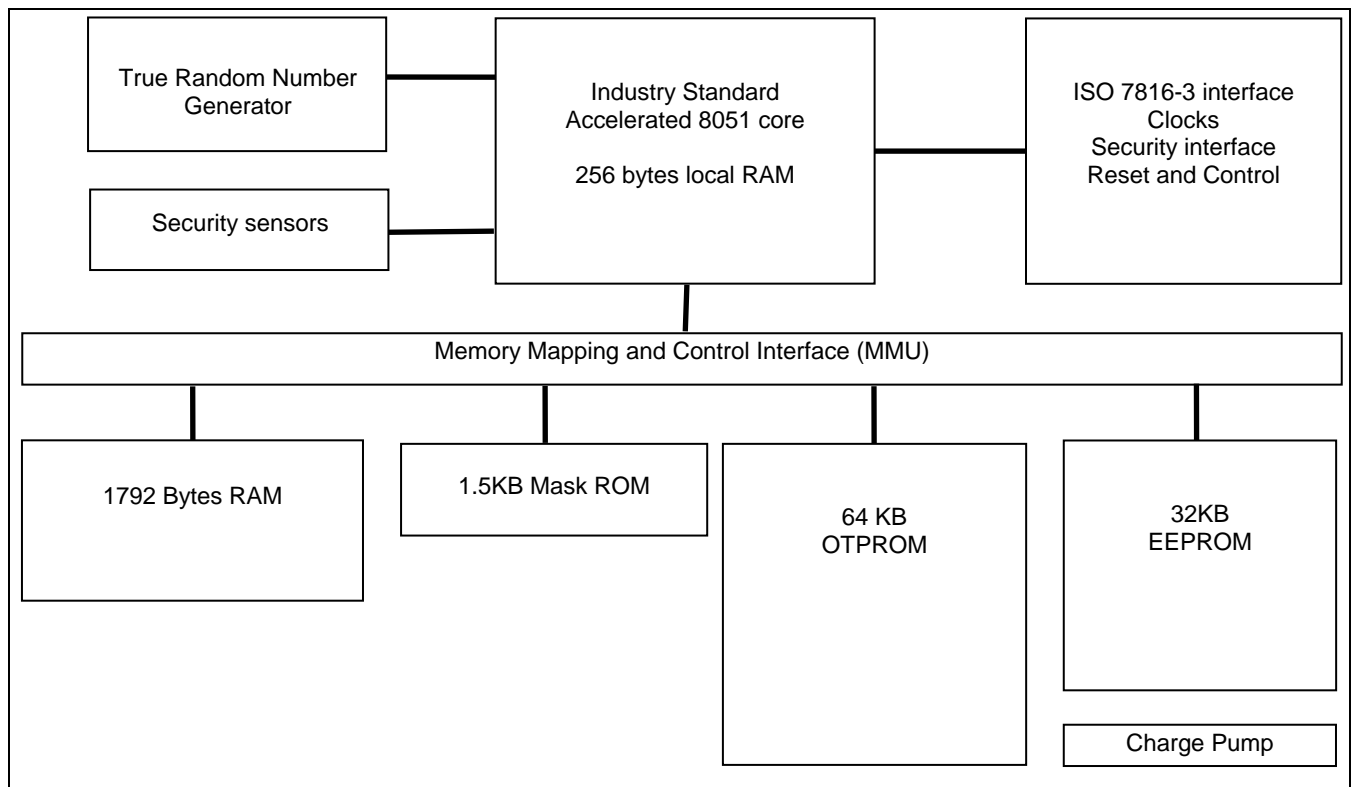 True Random Number
Generator
Industry Standard
Accelerated 8051 core
256 bytes local RAM
ISO 7816-3 interface
Clocks
Security interface
Reset and Control
Security sensors
Memory Mapping and Control Interface (MMU)
1792 Bytes RAM
1.5KB Mask ROM
64 KB
OTPROM
32KB
EEPROM
Charge Pump